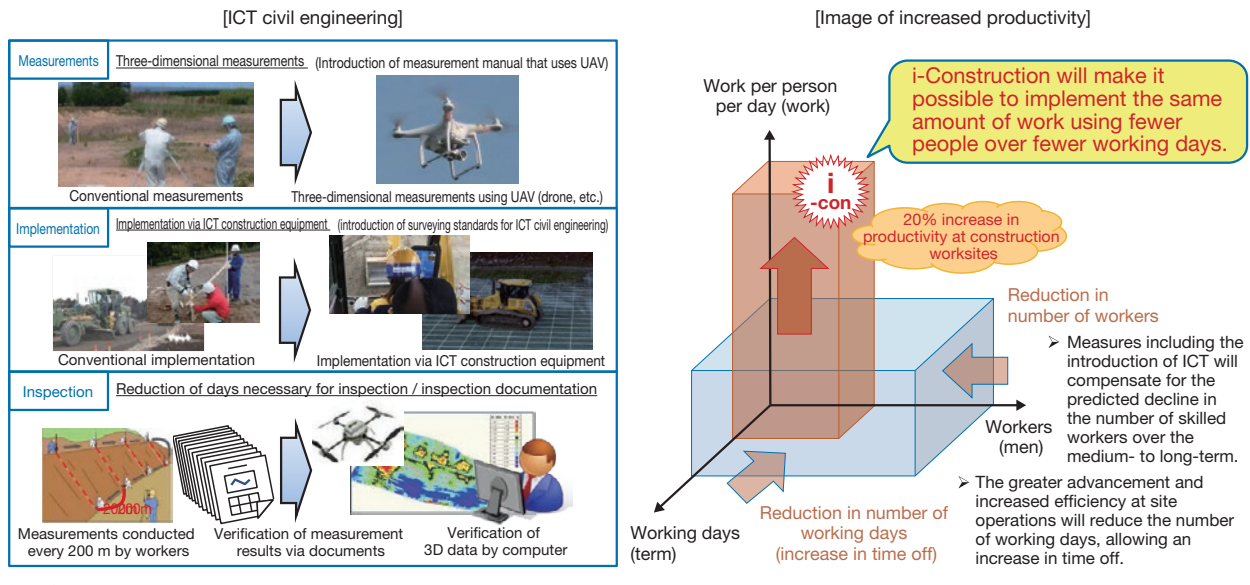 [ICT civil engineering]
Measurements
Three-dimensional measurements (Introduction of measurement manual that uses UAV)
Conventional measurements
Three-dimensional measurements using UAV (drone, etc.)
Implementation
Implementation via ICT construction equipment (introduction of surveying standards for ICT civil engineering)
Conventional implementation
Implementation via ICT construction equipment
Inspection
Reduction of days necessary for inspection / inspection documentation
Measurements conducted
every 200 m by workers
Verification of measurement
results via documents
Verification of
3D data by computer
[Image of increased productivity]
Work per person
per day (work)
i-Construction will make it
possible to implement the same
amount of work using fewer
people over fewer working days.
i
-con
20% increase in
productivity at construction
worksites
Reduction in
number of workers
➢ Measures including the
introduction of ICT will
compensate for the
predicted decline in
the number of skilled
workers over the
medium- to long-term.
Workers
(men)
➢ The greater advancement and
increased efficiency at site
operations will reduce the number
of working days, allowing an
increase in time off.
Working days
(term)
Reduction in number of
working days
(increase in time off)